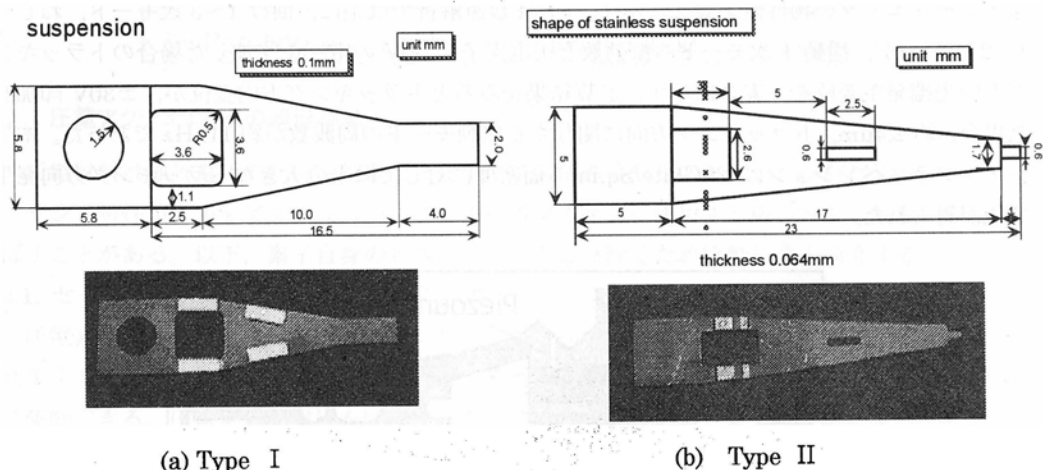 suspension
unit mm
thickness 0.1mm
5.8
R0.5
3.6
3.6
2.0
1.1
5.8
2.5
10.0
4.0
16.5
(a) Type I
shape of stainless suspension
unit mm
5
2.5
5
2.6
0.6
1.7
0.6
5
17
1
23
thickness 0.064mm
(b) Type II